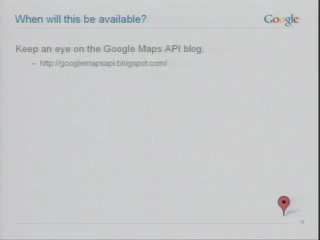 When will this be available?
Google
Keep an eye on the Google Maps API blog.
– http://googlemapsapi.blogspot.com/